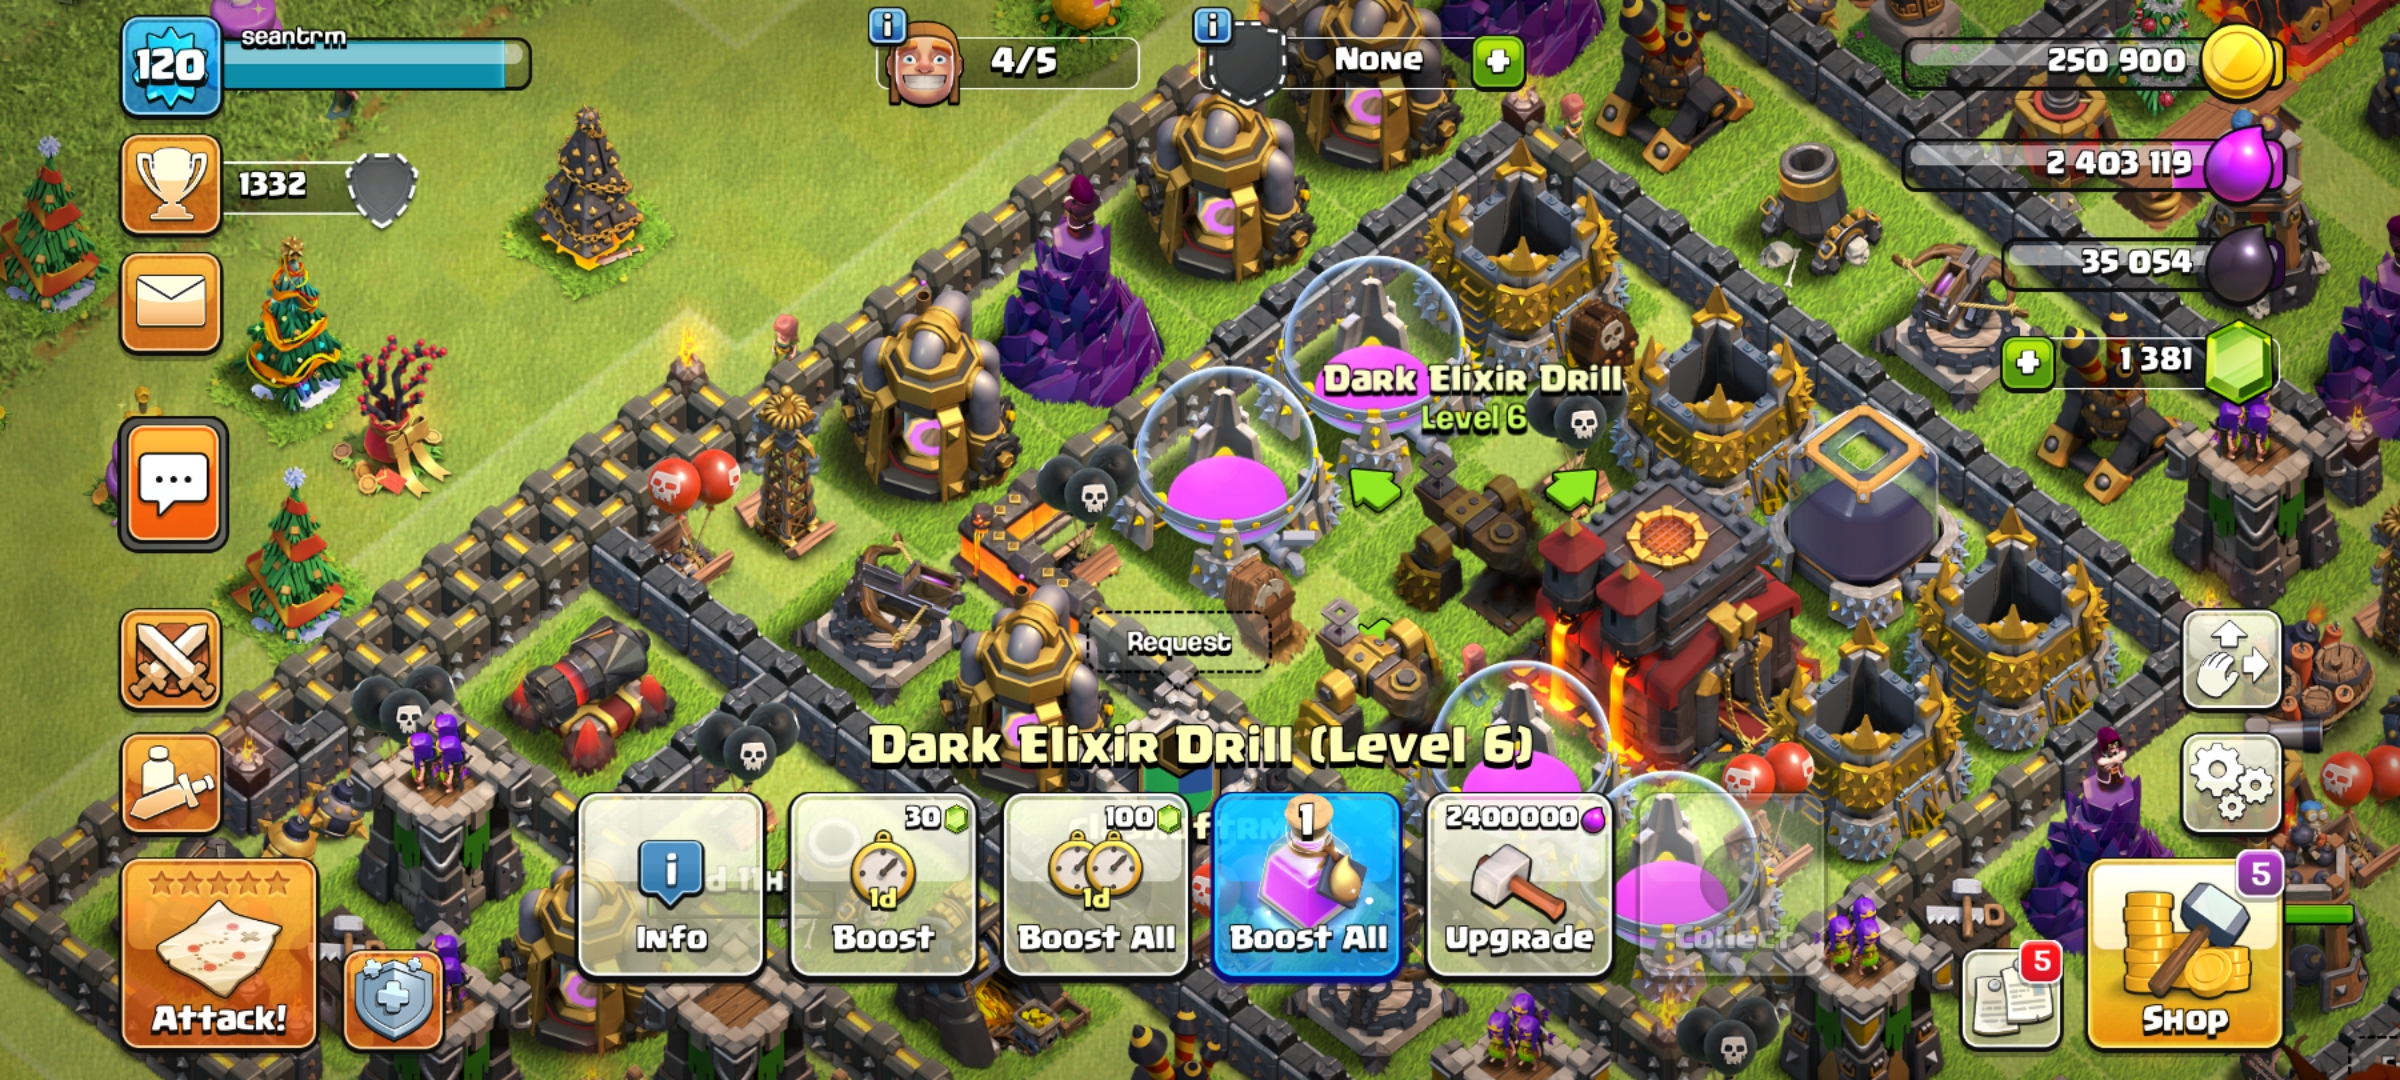 120
seantrm
4/5
None
250 900
1332
2 403 119
35 054
1 381
Dark Elixir Drill
Level 6
Request
Dark Elixir Drill (Level 6)
30
100
1
2400000
1d
1d
Info
Boost
Boost All
Boost All
Upgrade
Collect
Attack!
5
5
Shop